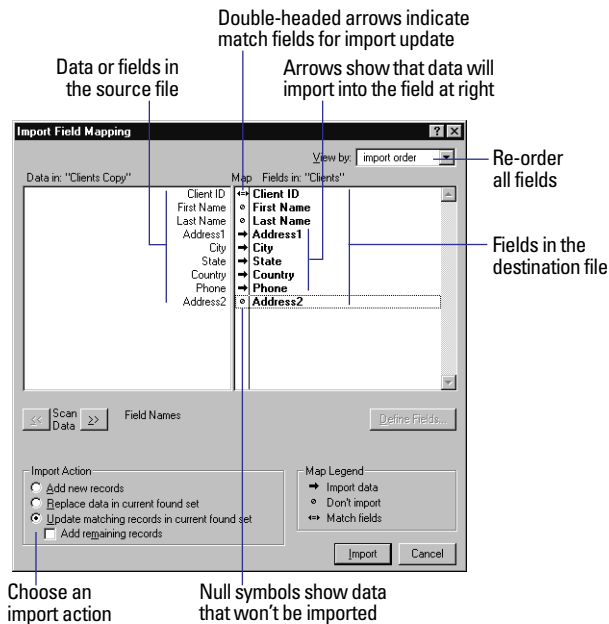 Double-headed arrows indicate
match fields for import update
Data or fields in
the source file
Arrows show that data will
import into the field at right
Import Field Mapping
View by: import order
Re-order
all fields
Data in: "Clients Copy" Map Fields in: "Clients"
Client ID Client ID
First Name First Name
Last Name Last Name
Address1 Address1
City City
State State
Country Country
Phone Phone
Address2 Address2
Fields in the
destination file
<< Scan Data >> Field Names
Define Fields...
Import Action
Add new records
Replace data in current found set
Update matching records in current found set
Add remaining records
Map Legend
Import data
Don't import
Match fields
Import Cancel
Choose an
import action
Null symbols show data
that won't be imported